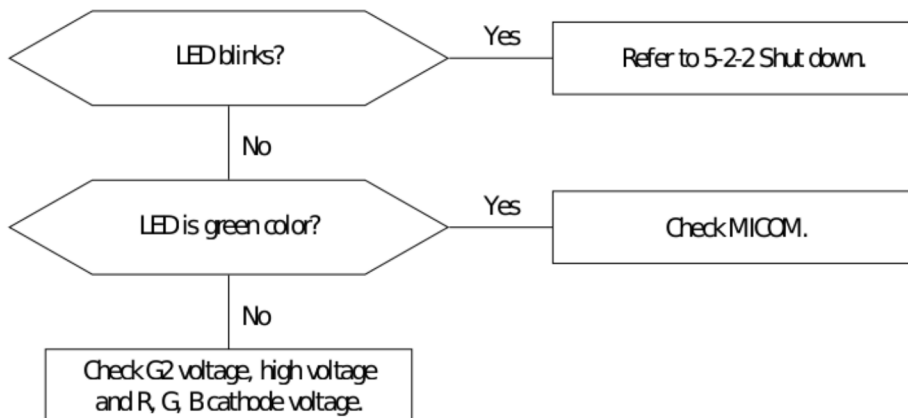 LED blinks?
Yes
Refer to 5-2-2 Shut down.
No
LED is green color?
Yes
Check MICOM.
No
Check G2 voltage, high voltage
and R, G, B cathode voltage.